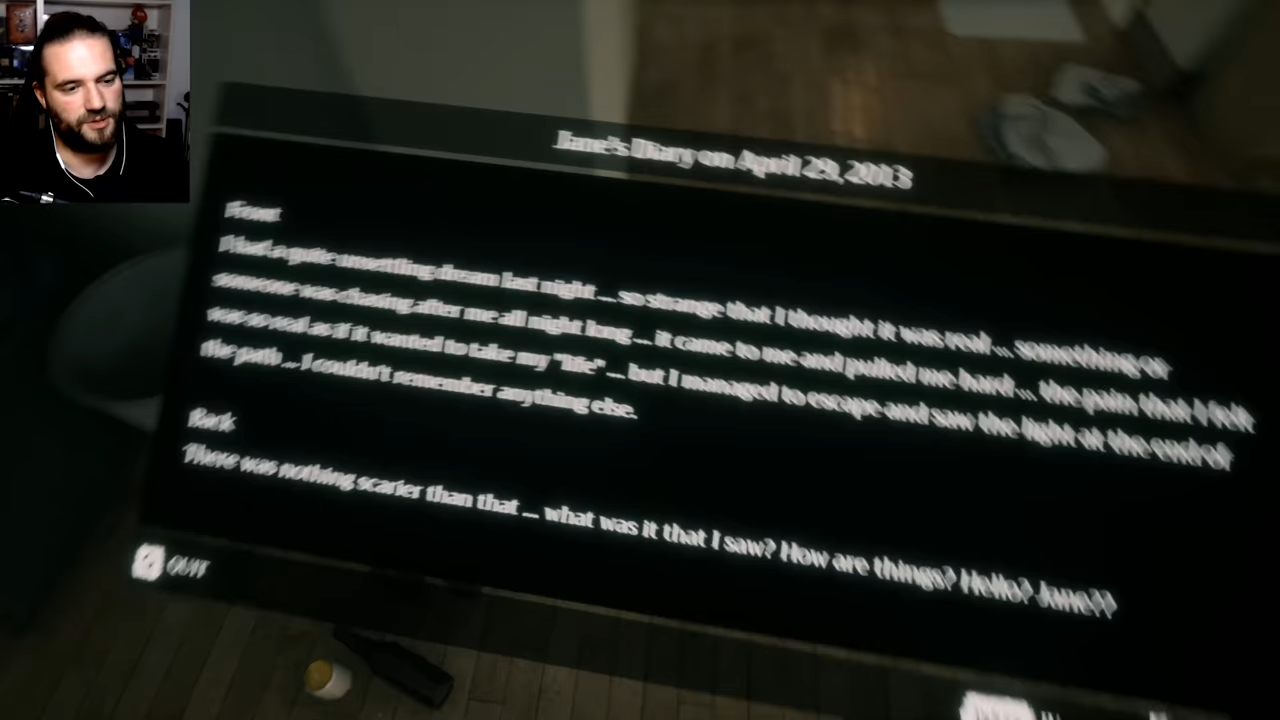 Jane's Diary on April 29, 2013
Front
I had a quite unsettling dream last night ... so strange that I thought it was real ... something or
someone was chasing after me all night long ... it came to me and pulled me hard ... the pain that I felt
was so real as if it wanted to take my "life" ... but I managed to escape and saw the light at the end of
the path ... I couldn't remember anything else.
Back
There was nothing scarier than that ... what was it that I saw? How are things? Hello? Jane??
QUIT